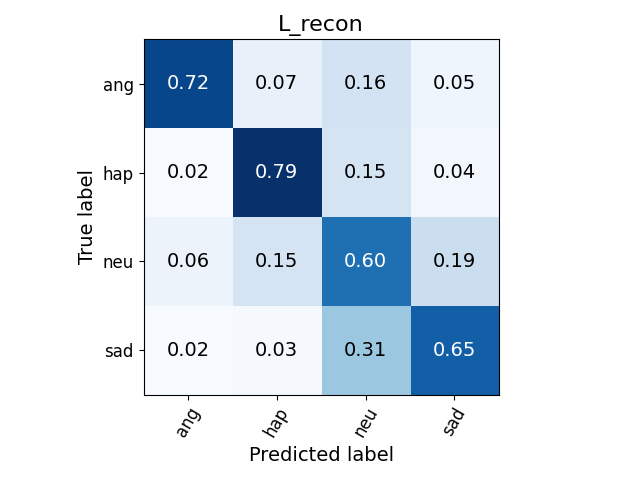 L_recon
ang 0.72 0.07 0.16 0.05
hap 0.02 0.79 0.15 0.04
neu 0.06 0.15 0.60 0.19
sad 0.02 0.03 0.31 0.65
True label
ang hap neu sad
Predicted label